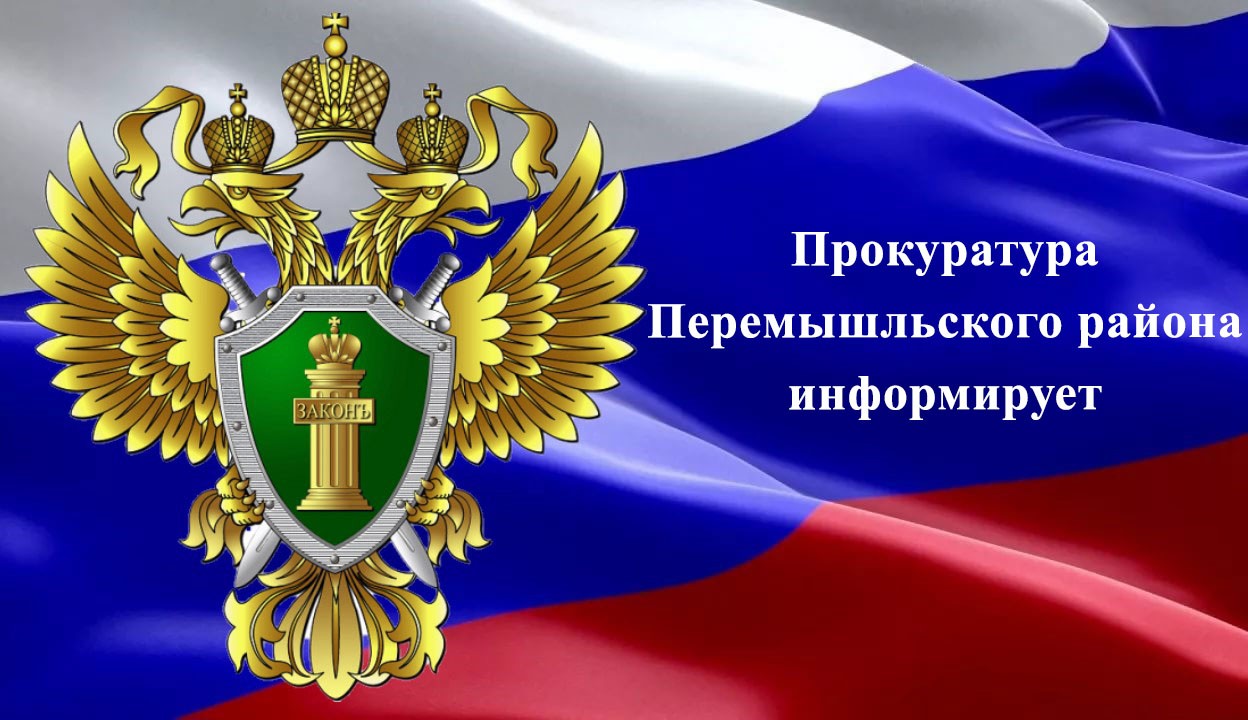 Прокуратура
Перемышльского района
информирует
ЗАКОНЪ